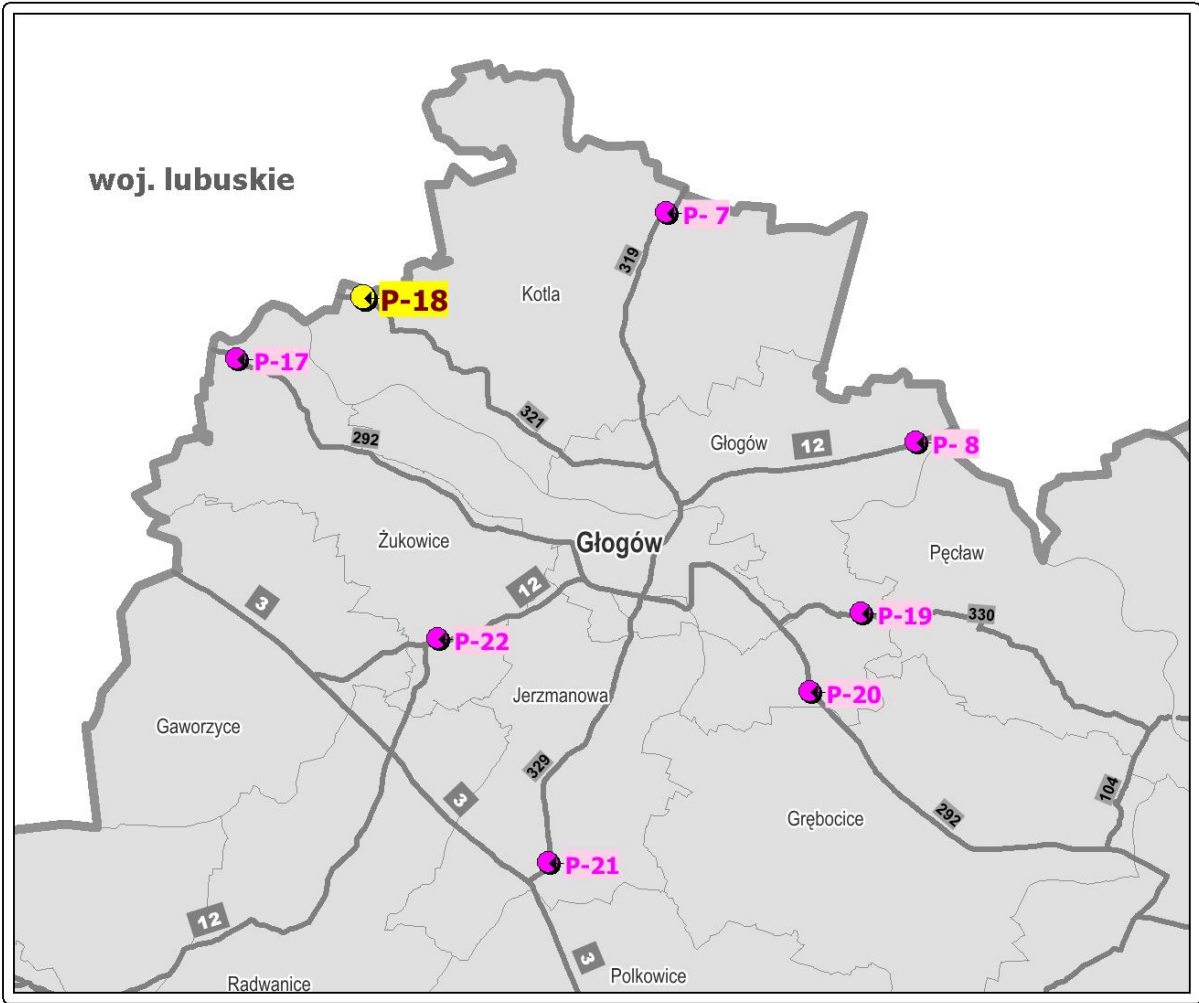 woj. lubuskie
P- 7
319
Kotla
P-18
P-17
321
292
Głogów
12
P- 8
Żukowice
Głogów
Pęcław
3
12
P-19
330
P-22
Jerzmanowa
P-20
Gaworzyce
329
3
104
292
Grębocice
P-21
12
3
Radwanice
Polkowice